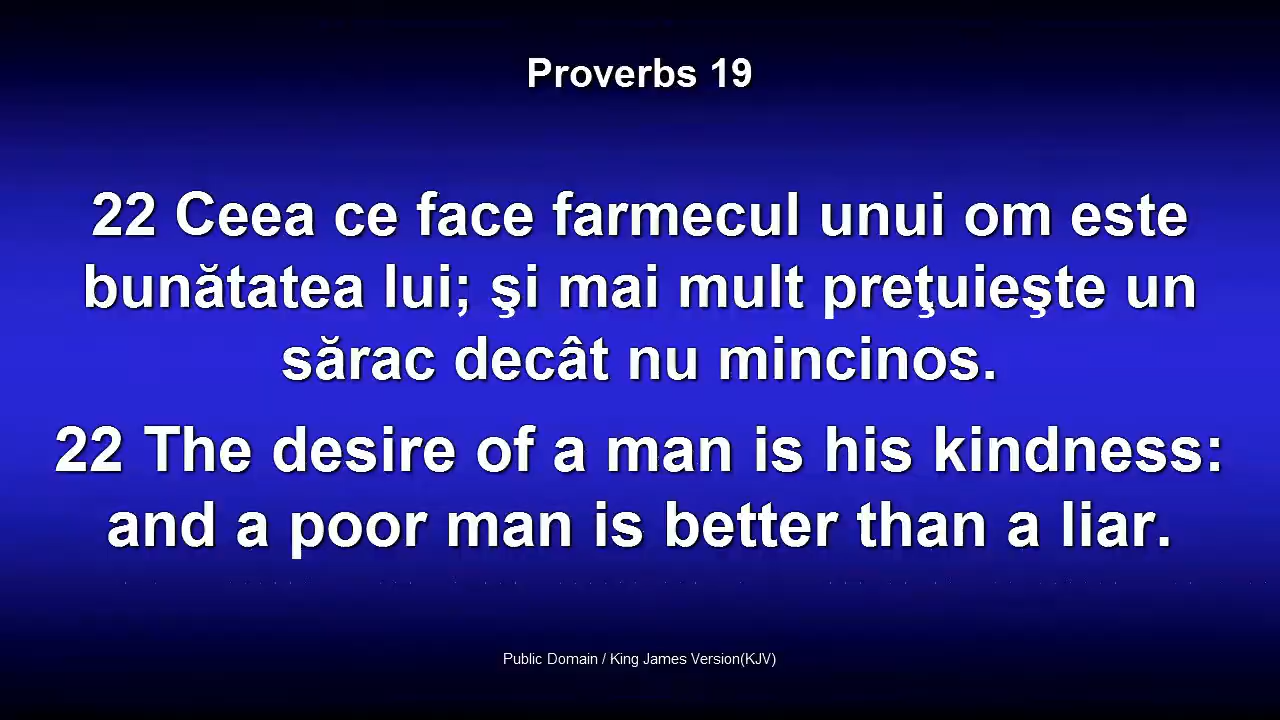 Proverbs 19
22 Ceea ce face farmecul unui om este
bunătatea lui; şi mai mult preţuieşte un
sărac decât nu mincinos.
22 The desire of a man is his kindness:
and a poor man is better than a liar.
Public Domain / King James Version(KJV)